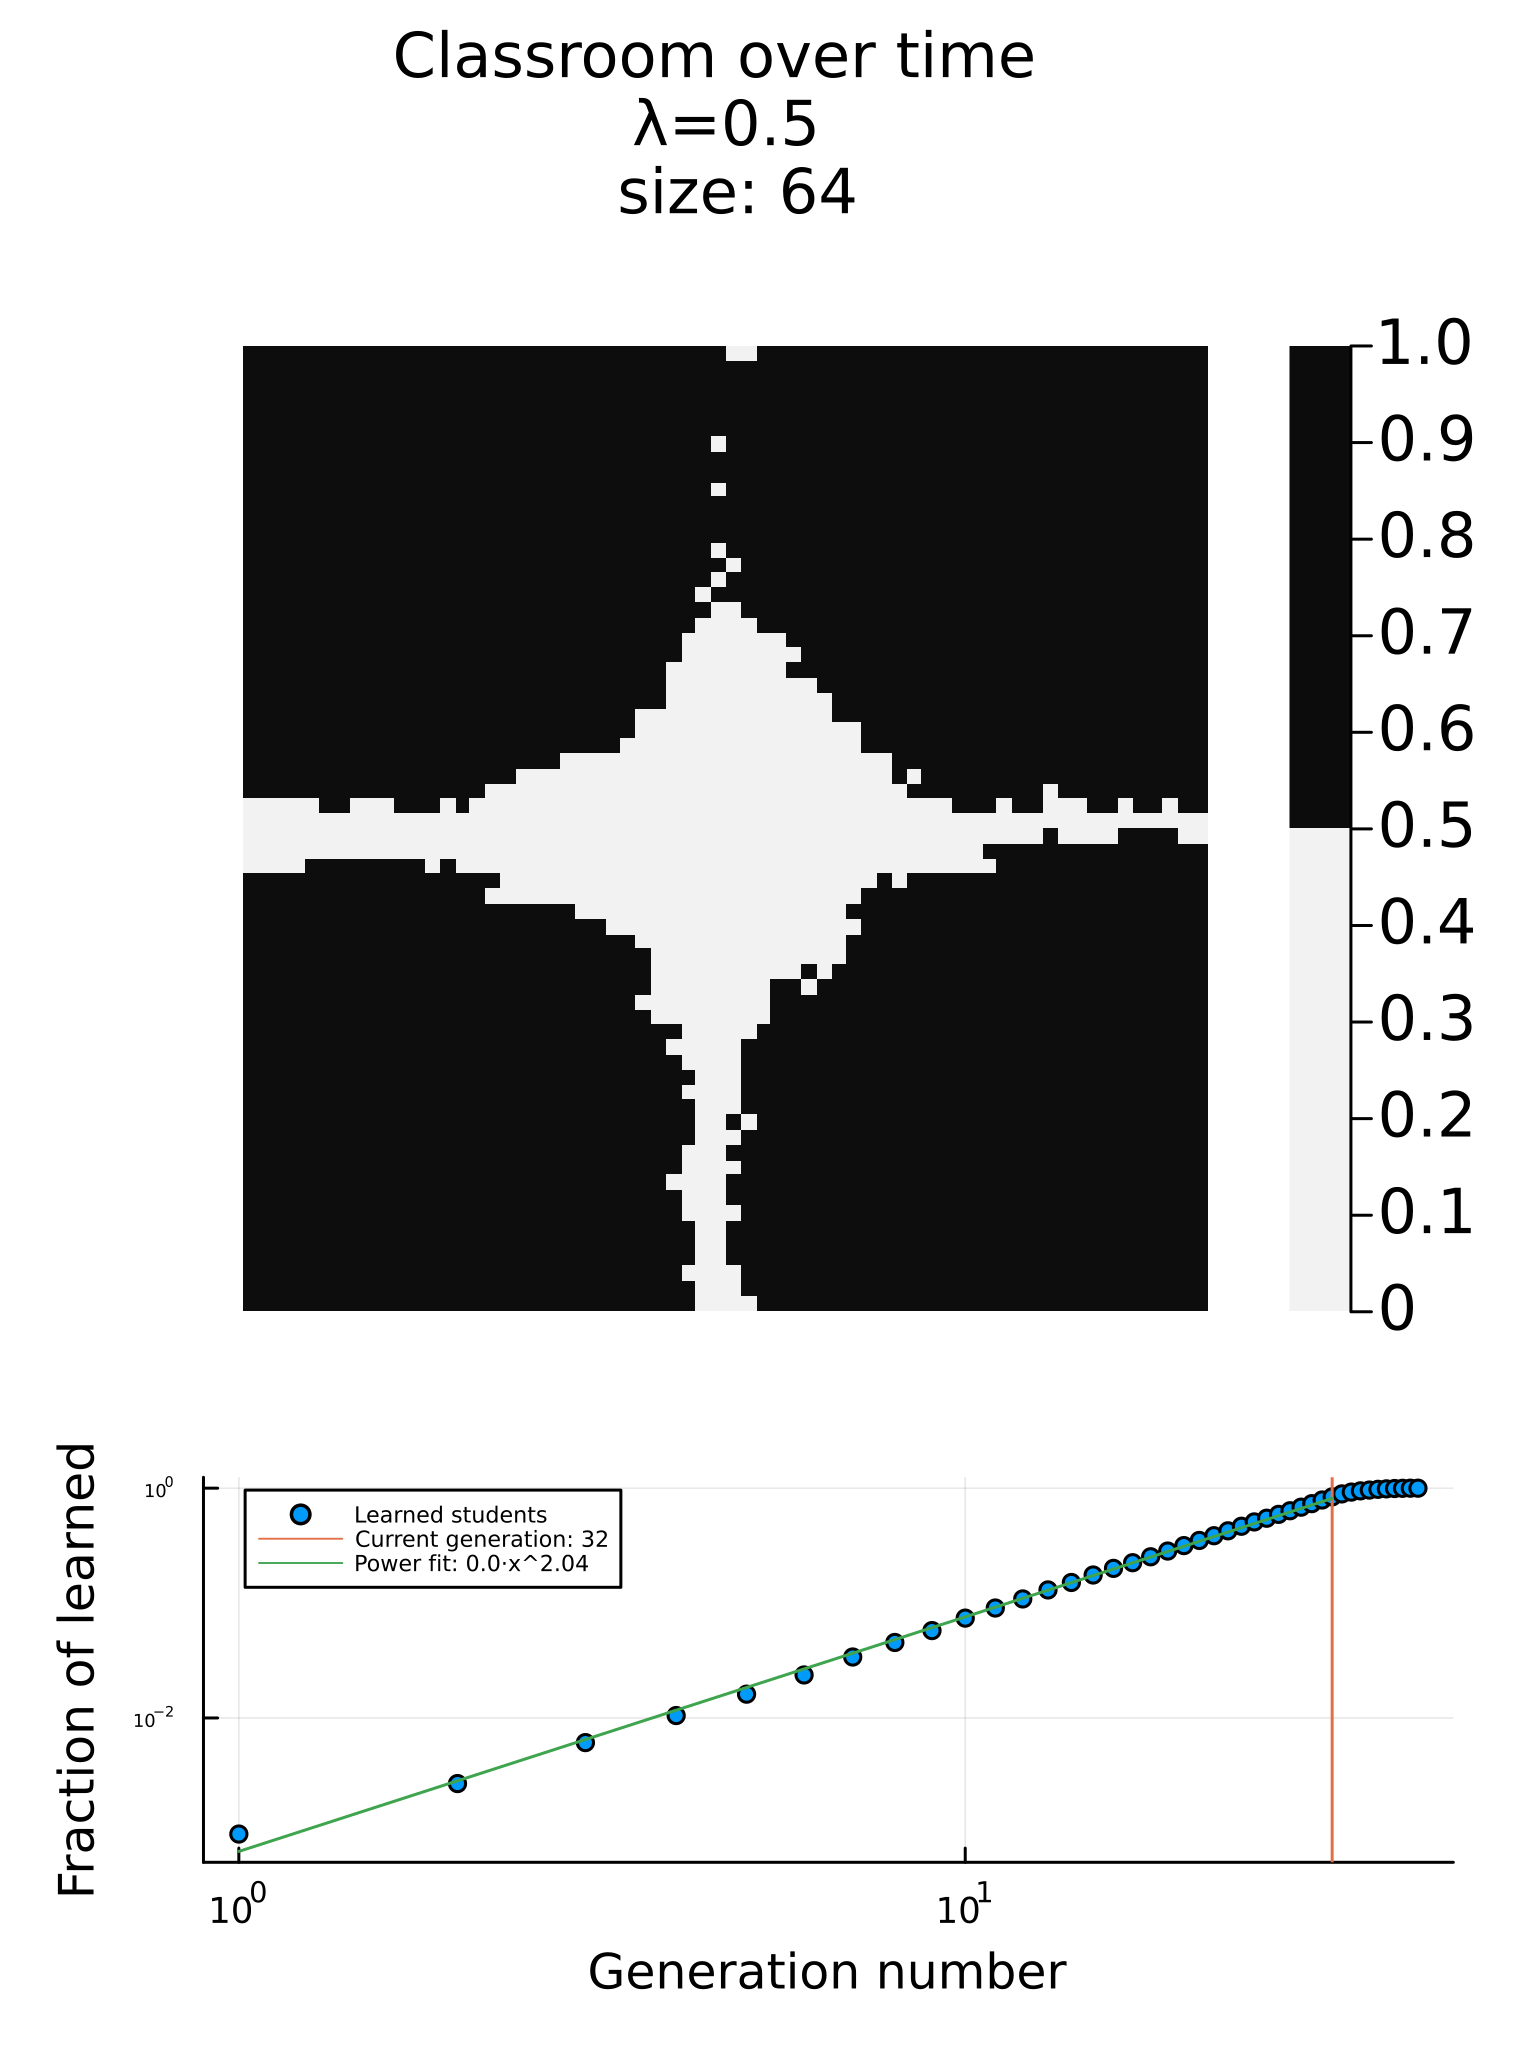 Classroom over time
λ=0.5
size: 64
1.0
0.9
0.8
0.7
0.6
0.5
0.4
0.3
0.2
0.1
0
Fraction of learned
10⁰
10⁻²
Learned students
Current generation: 32
Power fit: 0.0·x^2.04
10⁰
10¹
Generation number